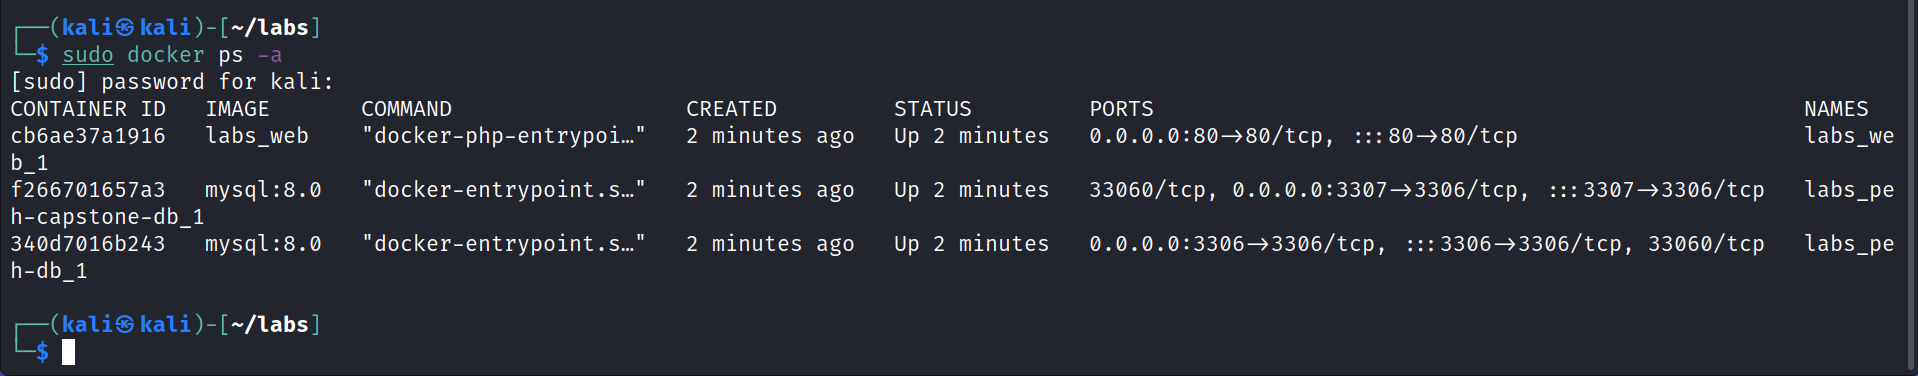 ┌──(kali㉿kali)-[~/labs]
└─$ sudo docker ps -a
[sudo] password for kali:
CONTAINER ID   IMAGE       COMMAND                  CREATED         STATUS         PORTS                                                  NAMES
cb6ae37a1916   labs_web    "docker-php-entrypoi…"   2 minutes ago   Up 2 minutes   0.0.0.0:80->80/tcp, :::80->80/tcp                      labs_we
b_1
f266701657a3   mysql:8.0   "docker-entrypoint.s…"   2 minutes ago   Up 2 minutes   33060/tcp, 0.0.0.0:3307->3306/tcp, :::3307->3306/tcp   labs_pe
h-capstone-db_1
340d7016b243   mysql:8.0   "docker-entrypoint.s…"   2 minutes ago   Up 2 minutes   0.0.0.0:3306->3306/tcp, :::3306->3306/tcp, 33060/tcp   labs_pe
h-db_1
┌──(kali㉿kali)-[~/labs]
└─$